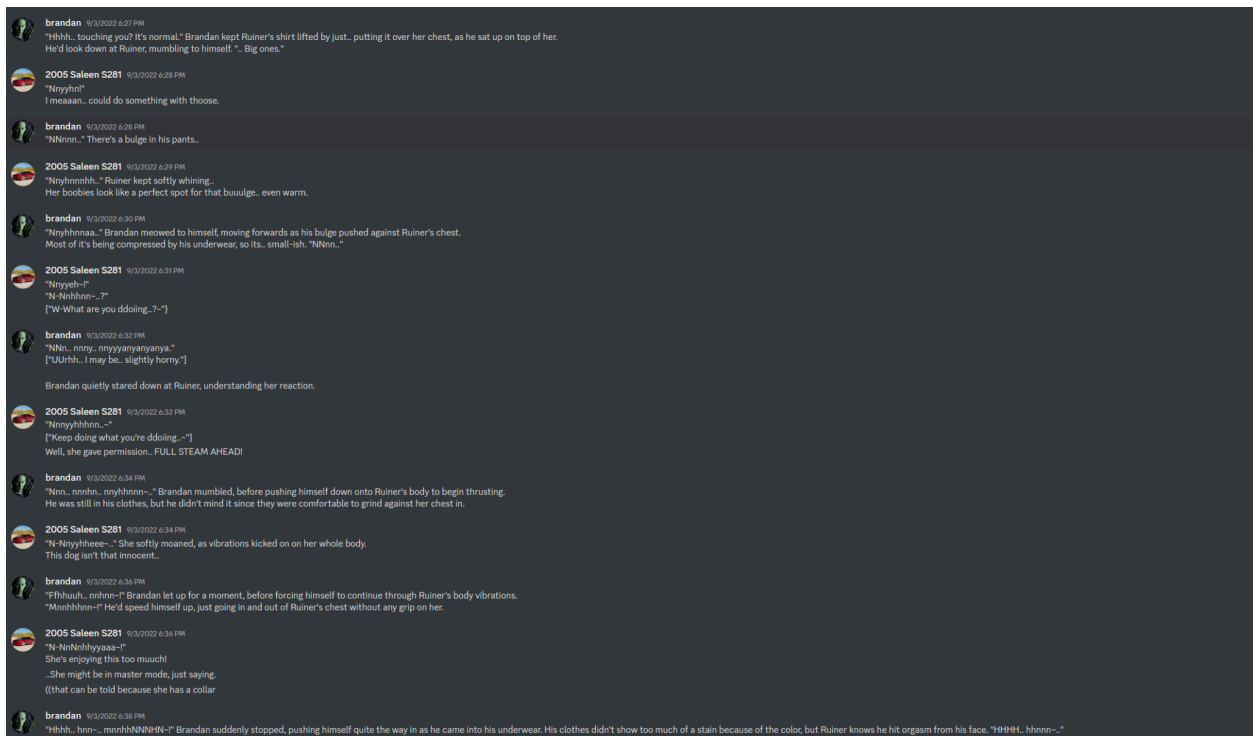 brandan 9/3/2022 6:27 PM
"Hhhh.. touching you? It's normal." Brandan kept Ruiner's shirt lifted by just.. putting it over her chest, as he sat up on top of her.
He'd look down at Ruiner, mumbling to himself. ".. Big ones."
2005 Saleen S281 9/3/2022 6:28 PM
"Nnyyhn!"
I meaaan.. could do something with thoose.
brandan 9/3/2022 6:28 PM
"NNnnn.." There's a bulge in his pants..
2005 Saleen S281 9/3/2022 6:29 PM
"Nnyhnnnhh.." Ruiner kept softly whining..
Her boobies look like a perfect spot for that buuulge.. even warm.
brandan 9/3/2022 6:30 PM
"Nnyhhnnaa.." Brandan meowed to himself, moving forwards as his bulge pushed against Ruiner's chest.
Most of it's being compressed by his underwear, so its.. small-ish. "NNnn.."
2005 Saleen S281 9/3/2022 6:31 PM
"Nnyyeh~!"
"N-Nnhhnn~..?"
["W-What are you ddoiing..?~"}
brandan 9/3/2022 6:32 PM
"NNn.. nnny.. nnyyyanyanyanya."
["UUrhh.. I may be.. slightly horny."]
Brandan quietly stared down at Ruiner, understanding her reaction.
2005 Saleen S281 9/3/2022 6:32 PM
"Nnnyyhhhnn..~"
["Keep doing what you're ddoiing..~"]
Well, she gave permission.. FULL STEAM AHEAD!
brandan 9/3/2022 6:34 PM
"Nnn.. nnnhn.. nnyhhnnn~.." Brandan mumbled, before pushing himself down onto Ruiner's body to begin thrusting.
He was still in his clothes, but he didn't mind it since they were comfortable to grind against her chest in.
2005 Saleen S281 9/3/2022 6:34 PM
"N-Nnyyhheee~.." She softly moaned, as vibrations kicked on on her whole body.
This dog isn't that innocent..
brandan 9/3/2022 6:36 PM
"Ffhhuuh.. nnhnn~!" Brandan let up for a moment, before forcing himself to continue through Ruiner's body vibrations.
"Mnnhhhnn~!" He'd speed himself up, just going in and out of Ruiner's chest without any grip on her.
2005 Saleen S281 9/3/2022 6:36 PM
"N-NnNnhhyyaaa~!"
She's enjoying this too muuch!
..She might be in master mode, just saying.
((that can be told because she has a collar
brandan 9/3/2022 6:38 PM
"Hhhh.. hnn~.. mnnhhNNNHN~!" Brandan suddenly stopped, pushing himself quite the way in as he came into his underwear. His clothes didn't show too much of a stain because of the color, but Ruiner knows he hit orgasm from his face. "HHHH.. hhnnn~.."